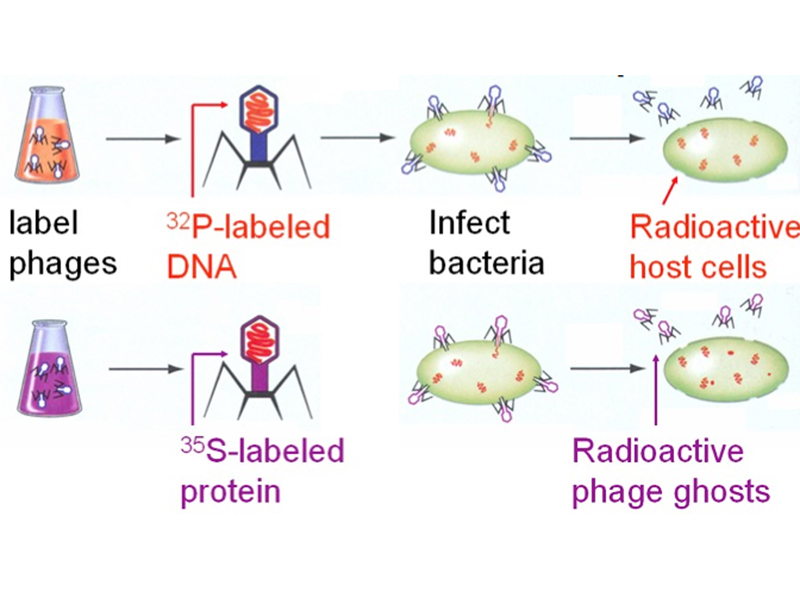 label
phages
³²P-labeled
DNA
Infect
bacteria
Radioactive
host cells
³⁵S-labeled
protein
Radioactive
phage ghosts